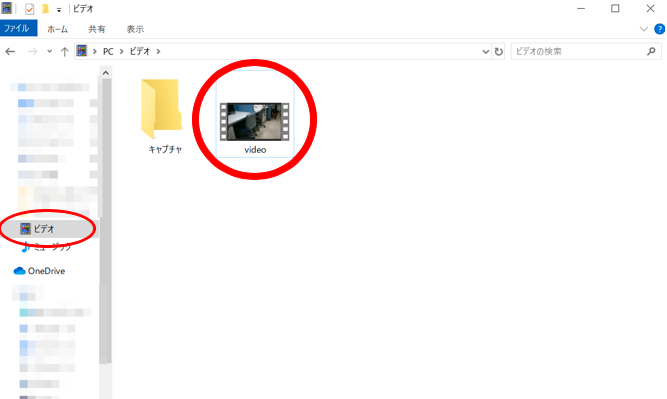 ビデオ
ファイル ホーム 共有 表示
PC ビデオ ビデオの検索
キャプチャ video
ビデオ
ミュージック
OneDrive